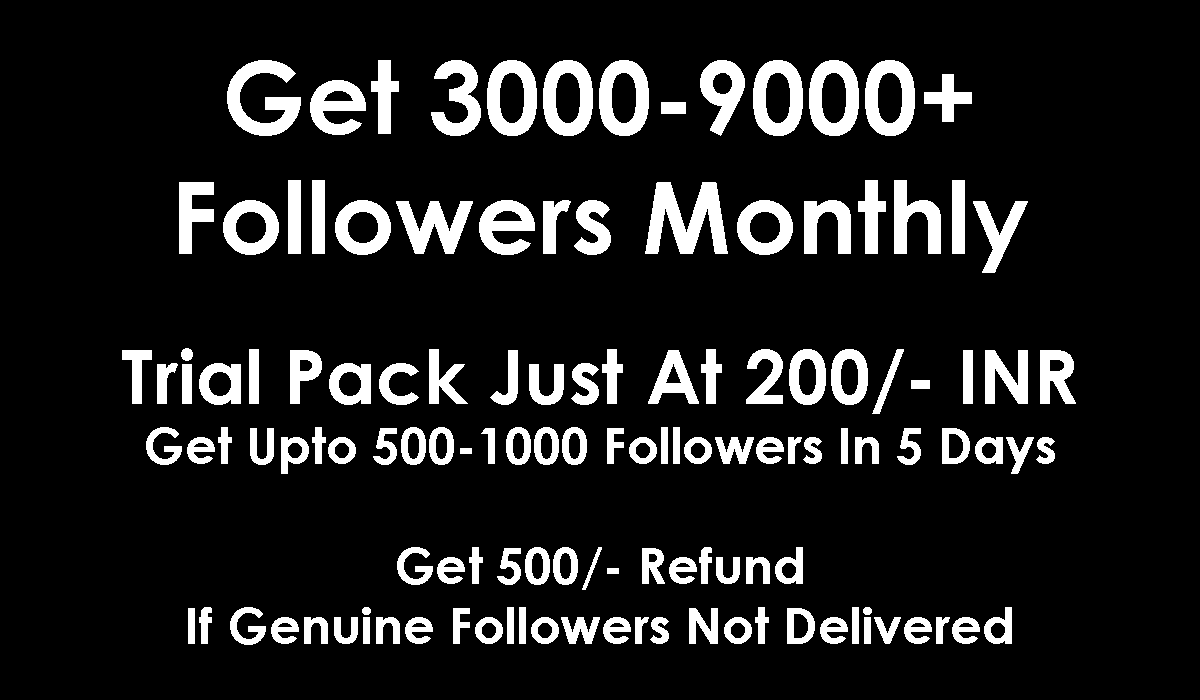 Get 3000-9000+
Followers Monthly
Trial Pack Just At 200/- INR
Get Upto 500-1000 Followers In 5 Days
Get 500/- Refund
If Genuine Followers Not Delivered